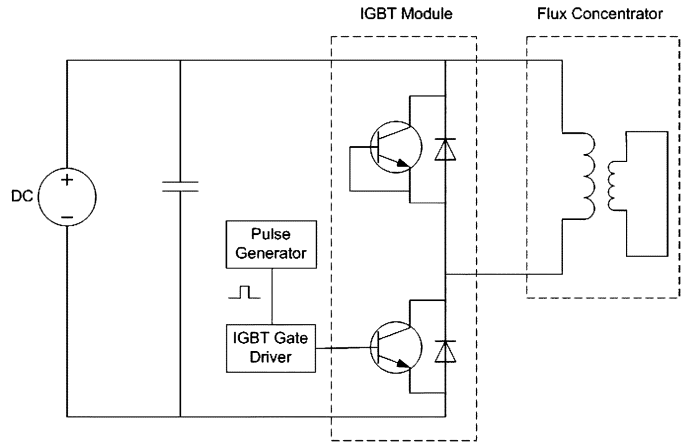 IGBT Module
Flux Concentrator
DC
+
−
Pulse
Generator
IGBT Gate
Driver